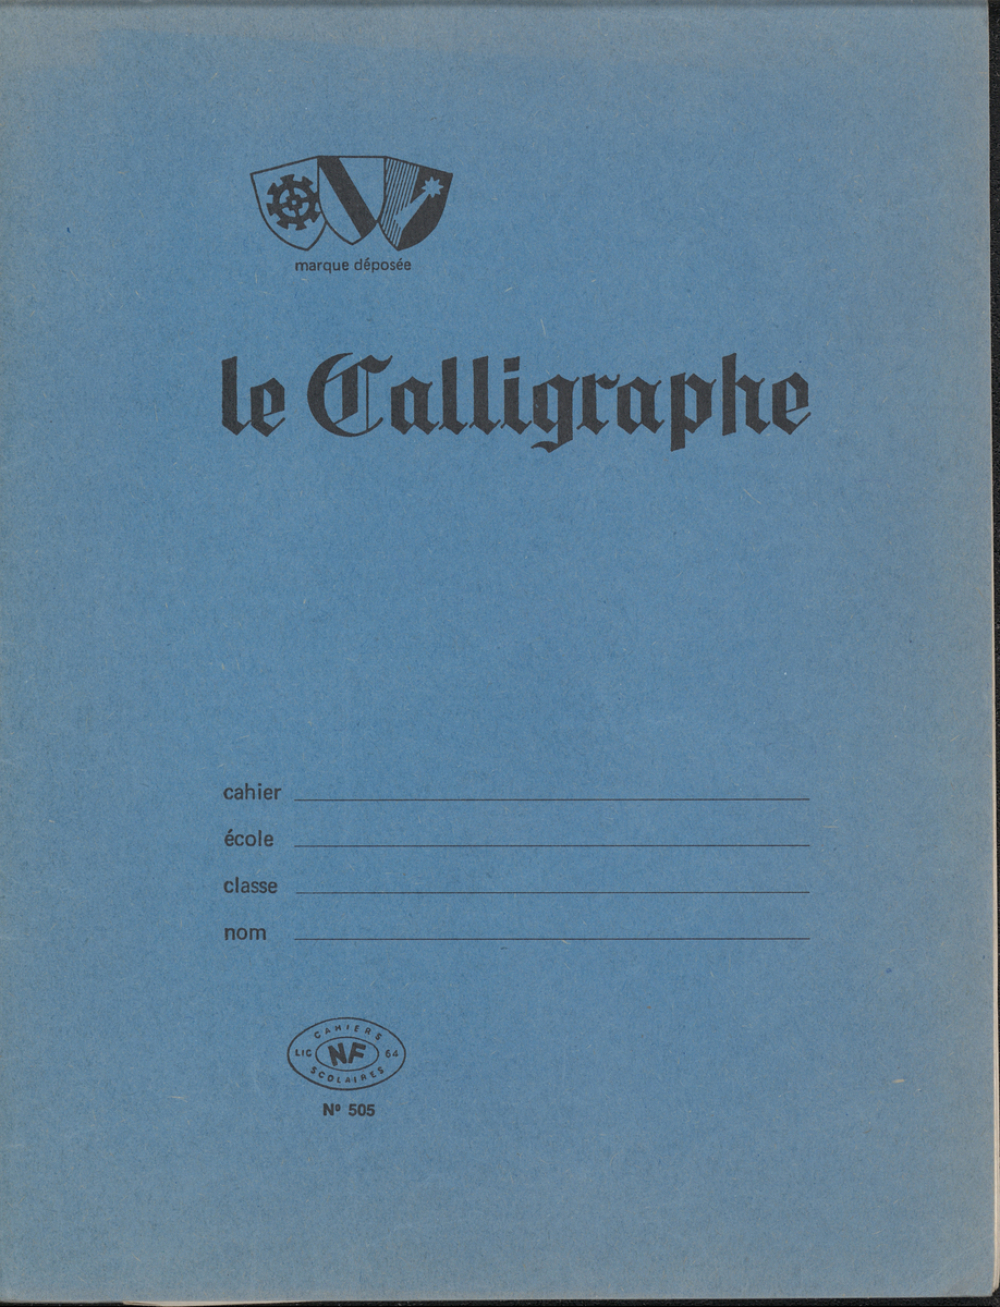 marque déposée
le Calligraphe
cahier
école
classe
nom
CAHIERS
LIC NF 64
SCOLAIRES
Nº 505